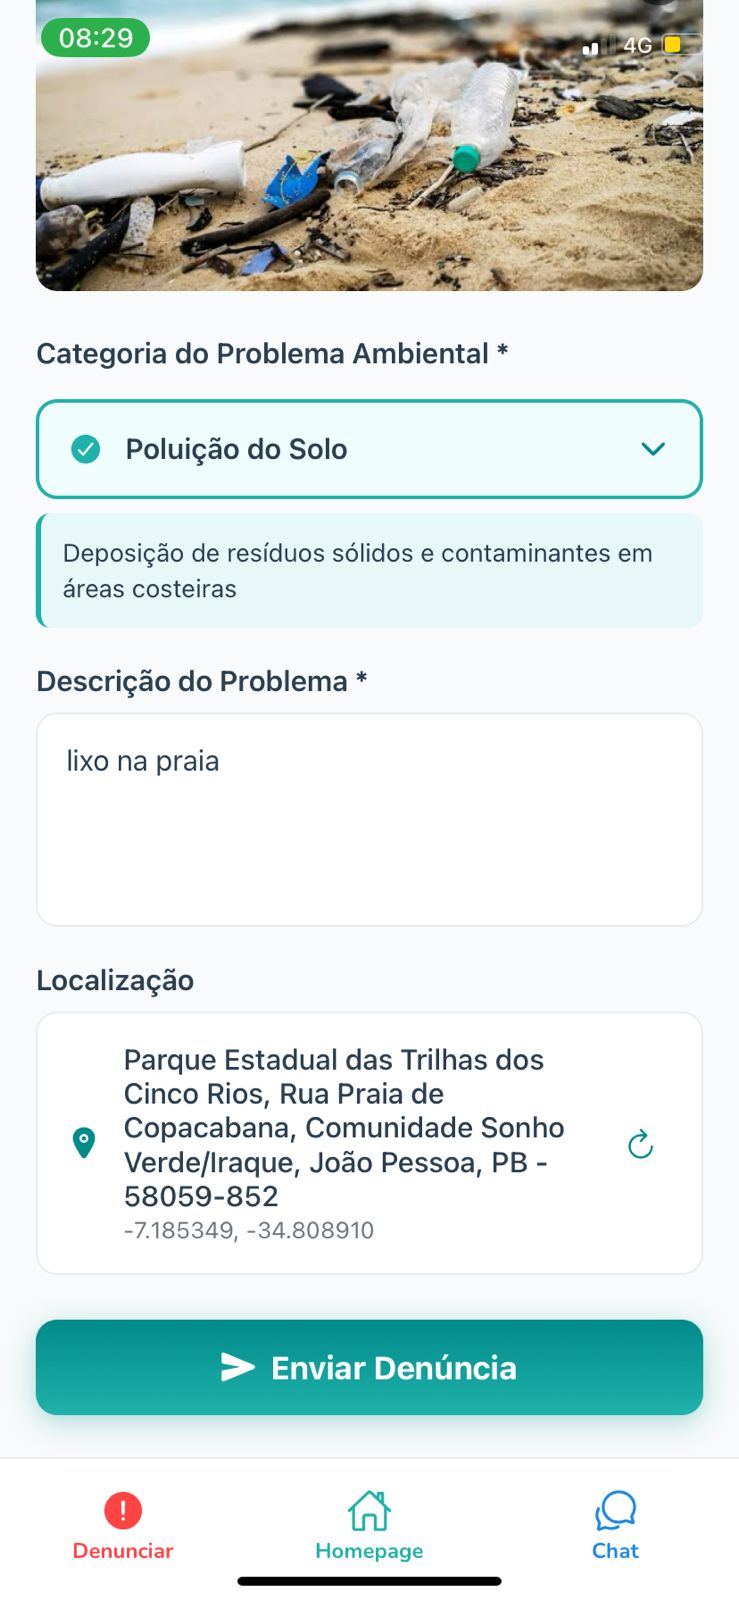 08:29
4G
Categoria do Problema Ambiental *
Poluição do Solo
Deposição de resíduos sólidos e contaminantes em
áreas costeiras
Descrição do Problema *
lixo na praia
Localização
Parque Estadual das Trilhas dos
Cinco Rios, Rua Praia de
Copacabana, Comunidade Sonho
Verde/Iraque, João Pessoa, PB -
58059-852
-7.185349, -34.808910
Enviar Denúncia
Denunciar
Homepage
Chat